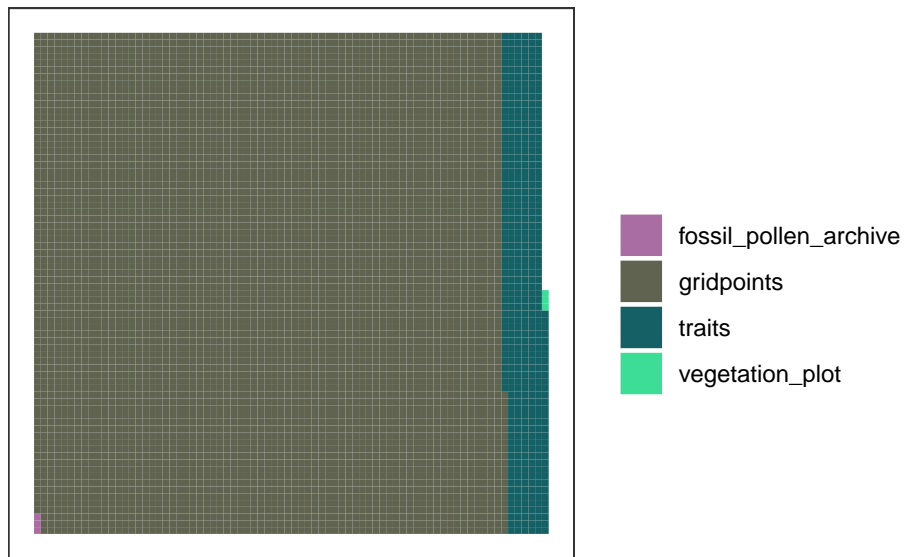 fossil_pollen_archive
gridpoints
traits
vegetation_plot